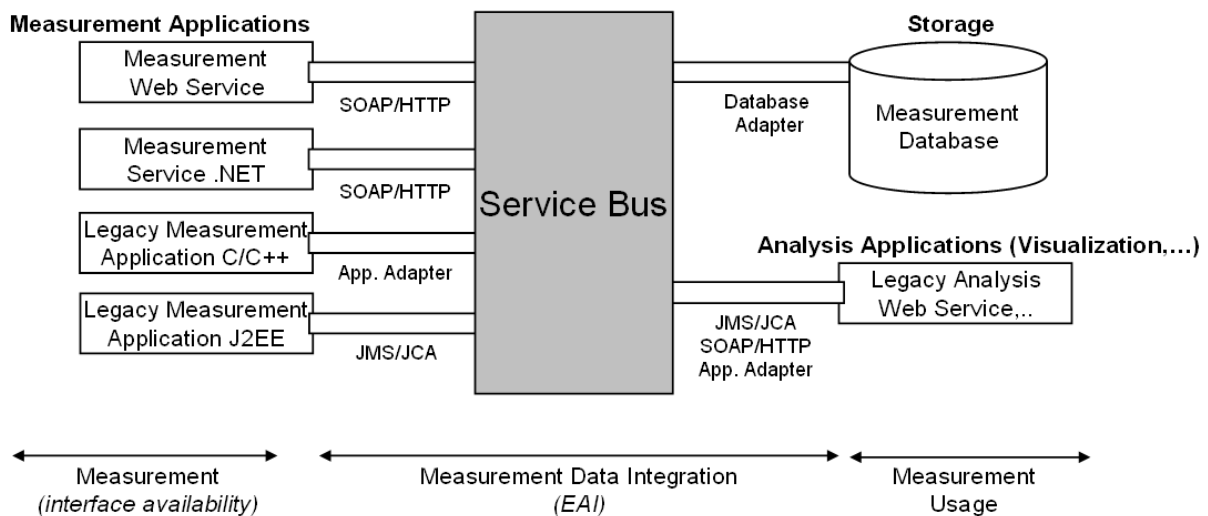 Measurement Applications
Measurement
Web Service
SOAP/HTTP
Measurement
Service .NET
SOAP/HTTP
Legacy Measurement
Application C/C++
App. Adapter
Legacy Measurement
Application J2EE
JMS/JCA
Service Bus
Storage
Database
Adapter
Measurement
Database
Analysis Applications (Visualization,...)
Legacy Analysis
Web Service,..
JMS/JCA
SOAP/HTTP
App. Adapter
Measurement
(interface availability)
Measurement Data Integration
(EAI)
Measurement
Usage